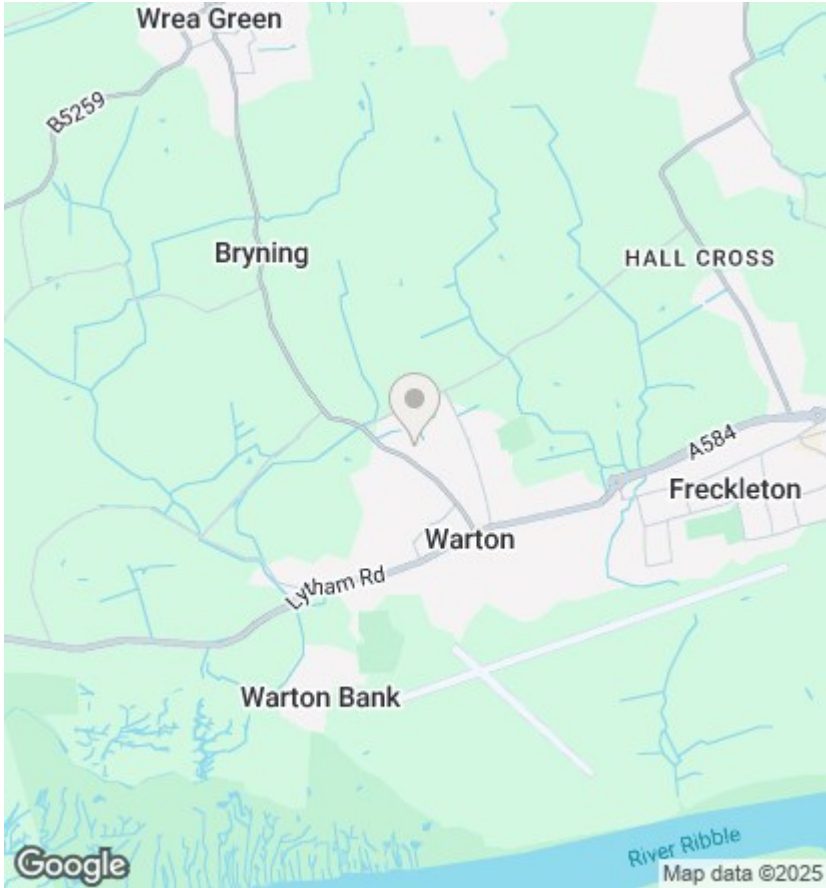 Wrea Green
B5259
Bryning
HALL CROSS
A584
Freckleton
Warton
Lytham Rd
Warton Bank
River Ribble
Google
Map data ©2025